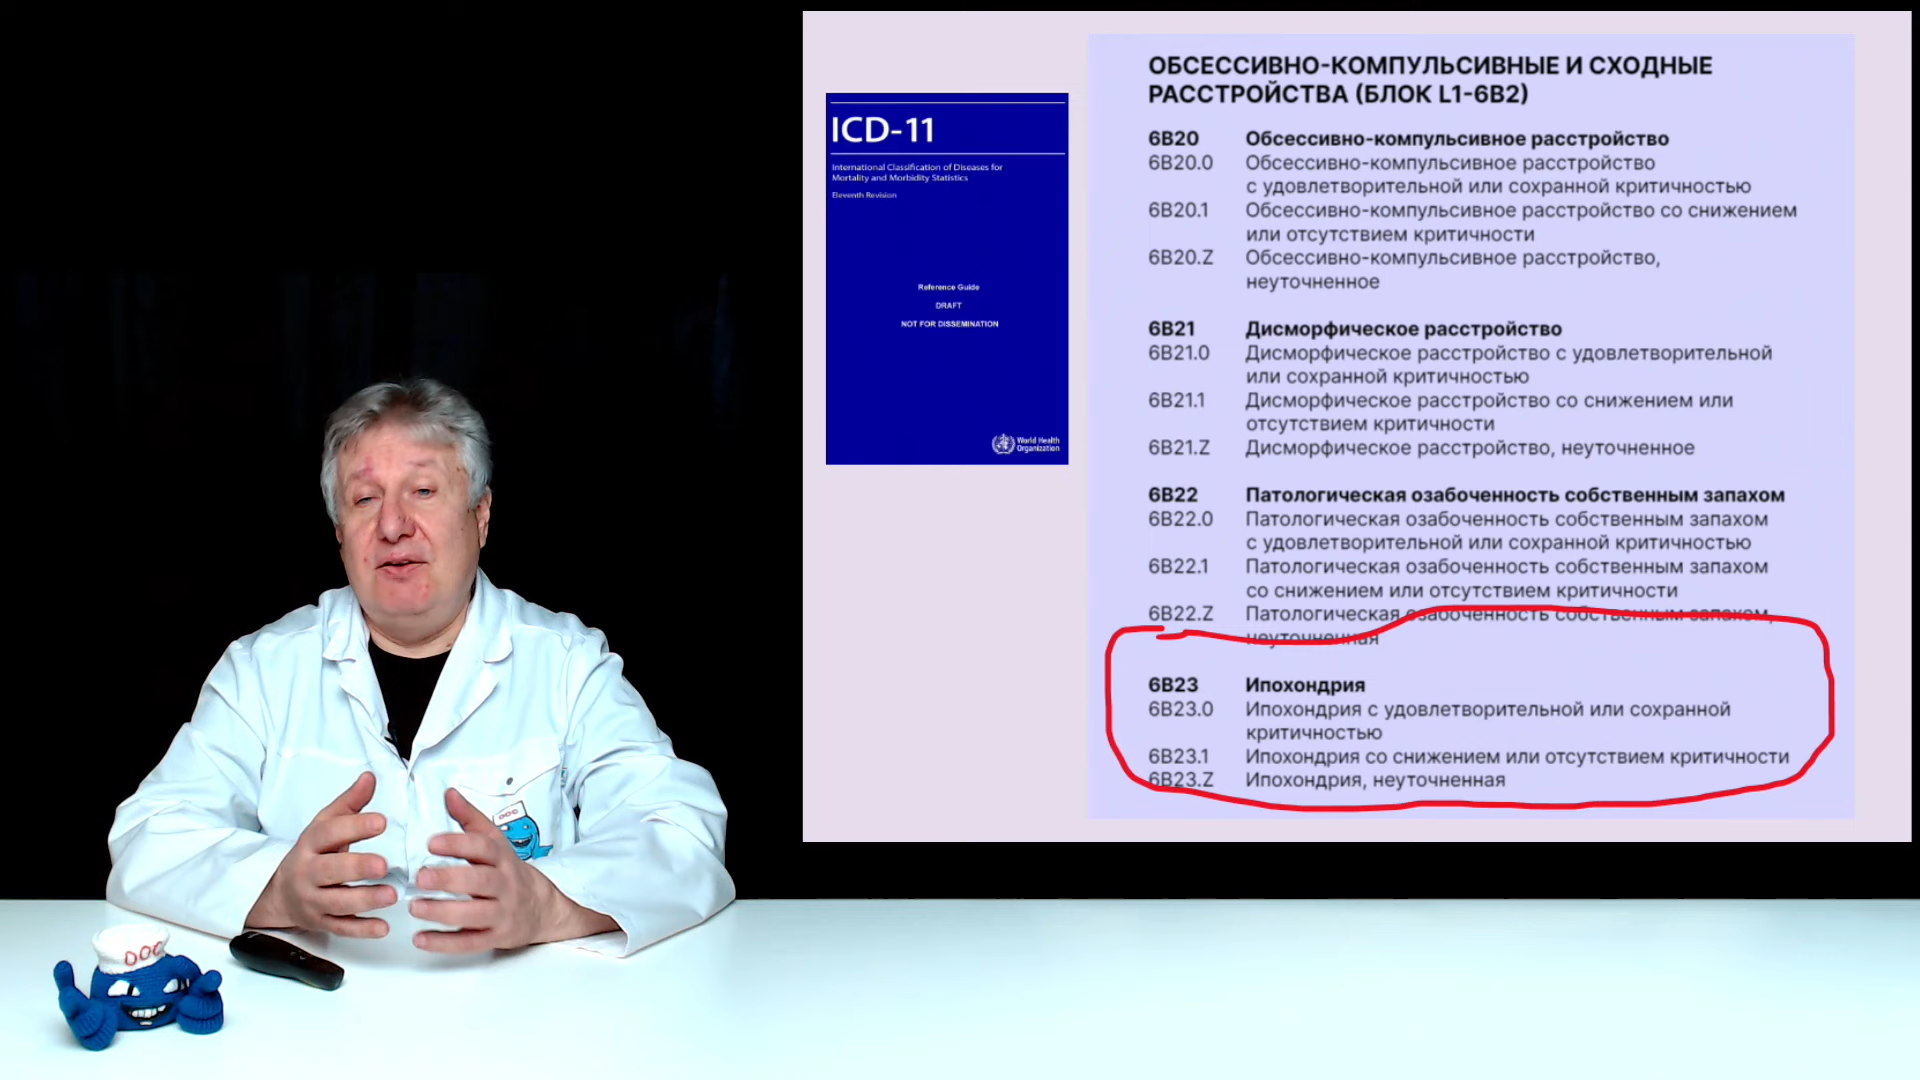 ICD-11
International Classification of Diseases for
Mortality and Morbidity Statistics
Eleventh Revision
Reference Guide
DRAFT
NOT FOR DISSEMINATION
World Health
Organization
ОБСЕССИВНО-КОМПУЛЬСИВНЫЕ И СХОДНЫЕ
РАССТРОЙСТВА (БЛОК L1-6B2)
6B20 Обсессивно-компульсивное расстройство
6B20.0 Обсессивно-компульсивное расстройство
с удовлетворительной или сохранной критичностью
6B20.1 Обсессивно-компульсивное расстройство со снижением
или отсутствием критичности
6B20.Z Обсессивно-компульсивное расстройство,
неуточненное
6B21 Дисморфическое расстройство
6B21.0 Дисморфическое расстройство с удовлетворительной
или сохранной критичностью
6B21.1 Дисморфическое расстройство со снижением или
отсутствием критичности
6B21.Z Дисморфическое расстройство, неуточненное
6B22 Патологическая озабоченность собственным запахом
6B22.0 Патологическая озабоченность собственным запахом
с удовлетворительной или сохранной критичностью
6B22.1 Патологическая озабоченность собственным запахом
со снижением или отсутствием критичности
6B22.Z Патологическая озабоченность собственным запахом,
неуточненная
6B23 Ипохондрия
6B23.0 Ипохондрия с удовлетворительной или сохранной
критичностью
6B23.1 Ипохондрия со снижением или отсутствием критичности
6B23.Z Ипохондрия, неуточненная
DOC
DOC